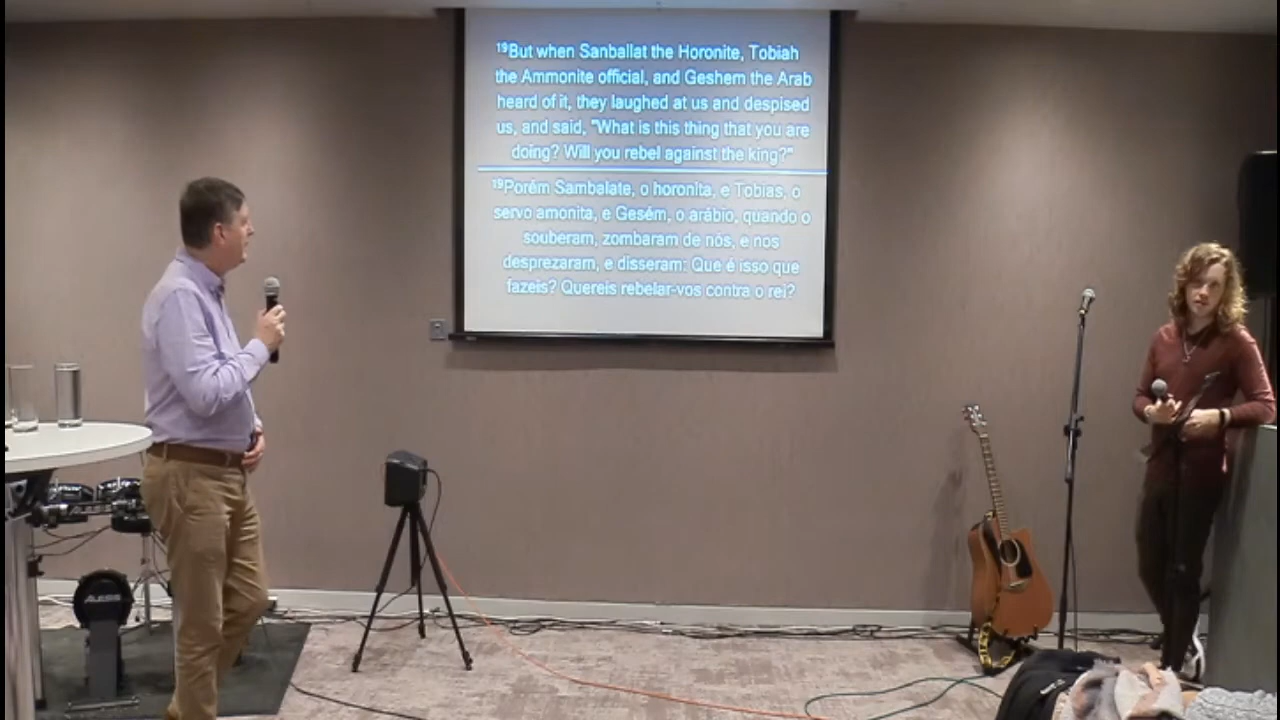 ¹⁹But when Sanballat the Horonite, Tobiah
the Ammonite official, and Geshem the Arab
heard of it, they laughed at us and despised
us, and said, "What is this thing that you are
doing? Will you rebel against the king?"
¹⁹Porém Sambalate, o horonita, e Tobias, o
servo amonita, e Gesém, o arábio, quando o
souberam, zombaram de nós, e nos
desprezaram, e disseram: Que é isso que
fazeis? Quereis rebelar-vos contra o rei?
ALESIS